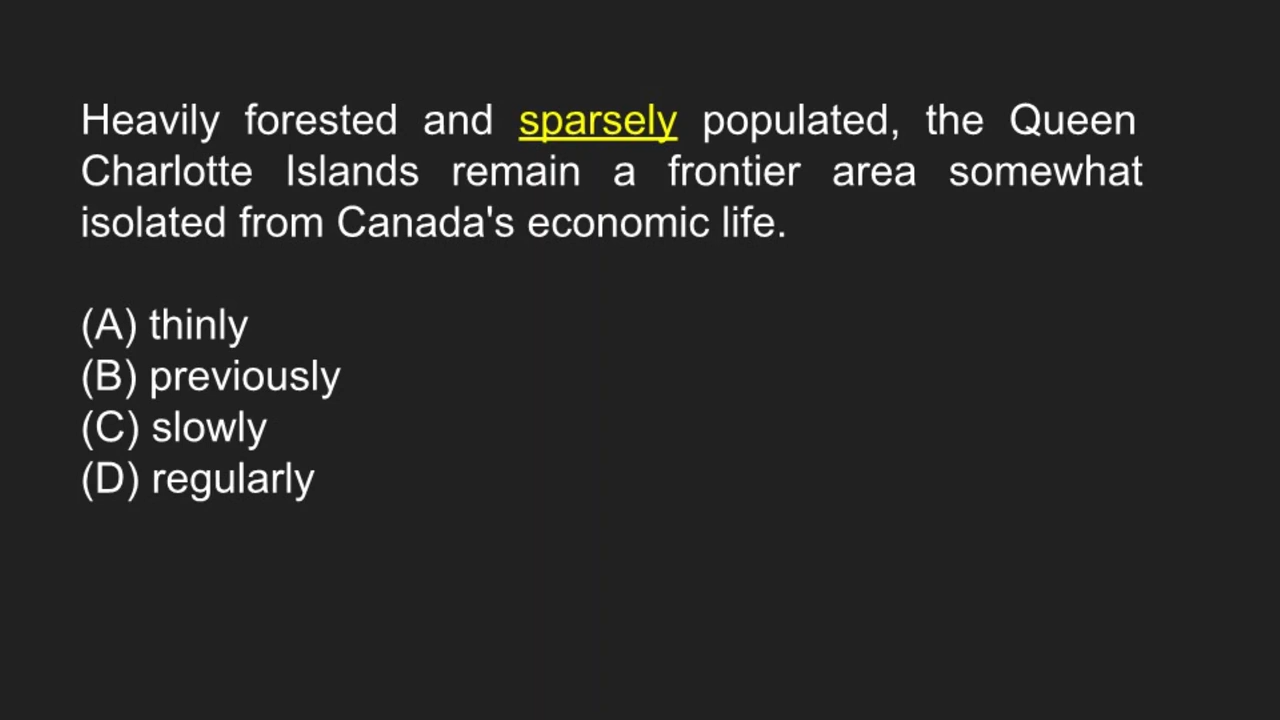 Heavily forested and sparsely populated, the Queen
Charlotte Islands remain a frontier area somewhat
isolated from Canada's economic life.
(A) thinly
(B) previously
(C) slowly
(D) regularly